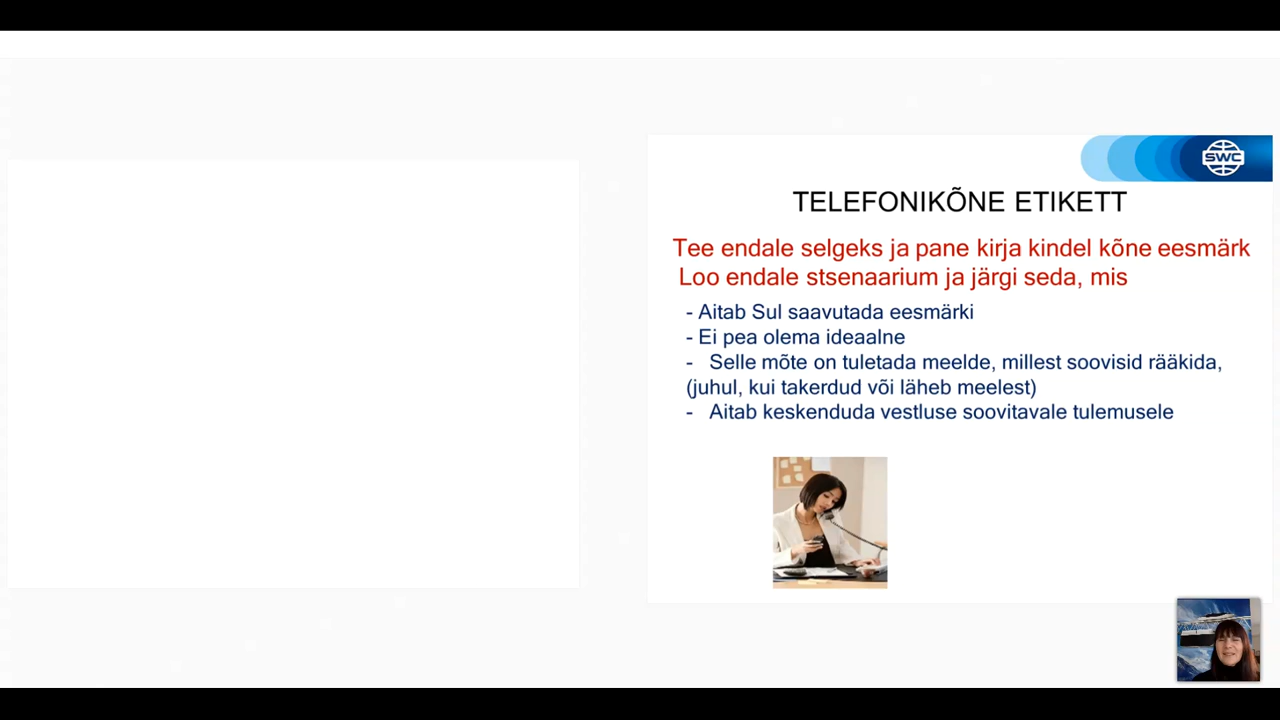 SWC
TELEFONIKÕNE ETIKETT
Tee endale selgeks ja pane kirja kindel kõne eesmärk
Loo endale stsenaarium ja järgi seda, mis
- Aitab Sul saavutada eesmärki
- Ei pea olema ideaalne
- Selle mõte on tuletada meelde, millest soovisid rääkida,
(juhul, kui takerdud või läheb meelest)
- Aitab keskenduda vestluse soovitavale tulemusele